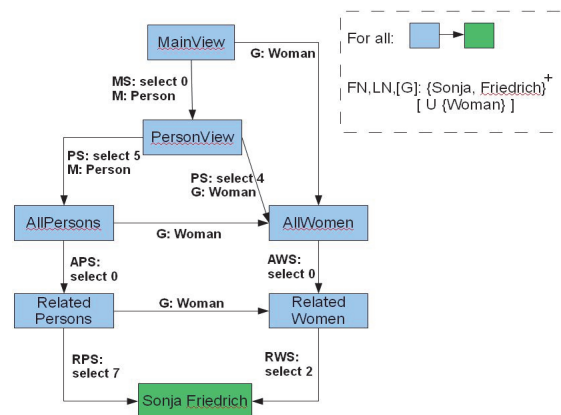 MainView
G: Woman
MS: select 0
M: Person
PersonView
PS: select 5
M: Person
PS: select 4
G: Woman
AllPersons
G: Woman
AllWomen
APS:
select 0
AWS:
select 0
Related
Persons
G: Woman
Related
Women
RPS:
select 7
RWS:
select 2
Sonja Friedrich
For all:
FN,LN,[G]: {Sonja, Friedrich}+
[ U {Woman} ]